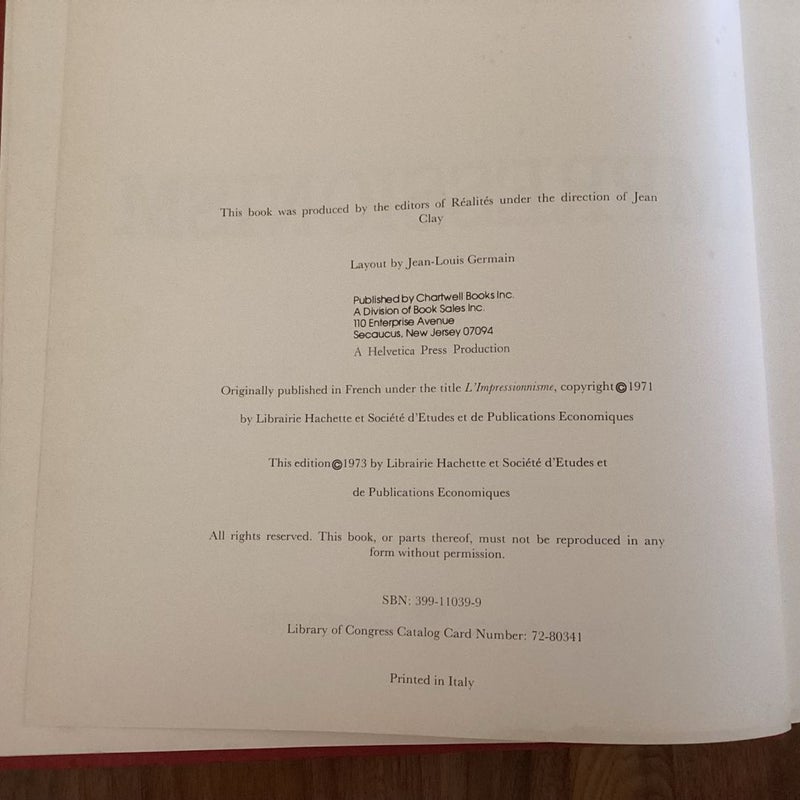 This book was produced by the editors of Réalités under the direction of Jean
Clay
Layout by Jean-Louis Germain
Published by Chartwell Books Inc.
A Division of Book Sales Inc.
110 Enterprise Avenue
Secaucus, New Jersey 07094
A Helvetica Press Production
Originally published in French under the title L'Impressionnisme, copyright © 1971
by Librairie Hachette et Société d'Etudes et de Publications Economiques
This edition © 1973 by Librairie Hachette et Société d'Etudes et
de Publications Economiques
All rights reserved. This book, or parts thereof, must not be reproduced in any
form without permission.
SBN: 399-11039-9
Library of Congress Catalog Card Number: 72-80341
Printed in Italy